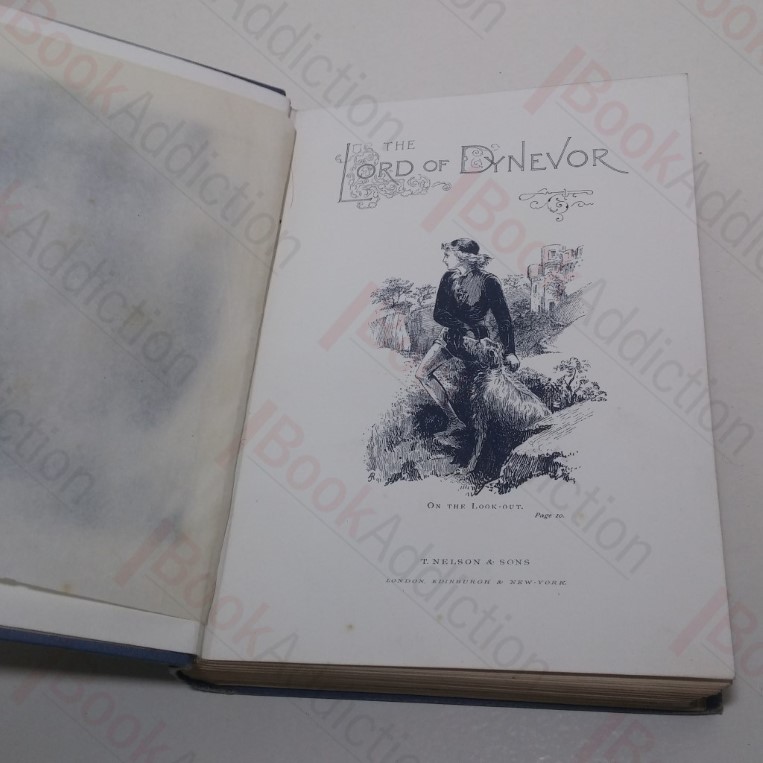 THE
LORD OF DYNEVOR
ON THE LOOK-OUT.
Page 10.
T. NELSON & SONS
LONDON, EDINBURGH & NEW-YORK
BookAddiction